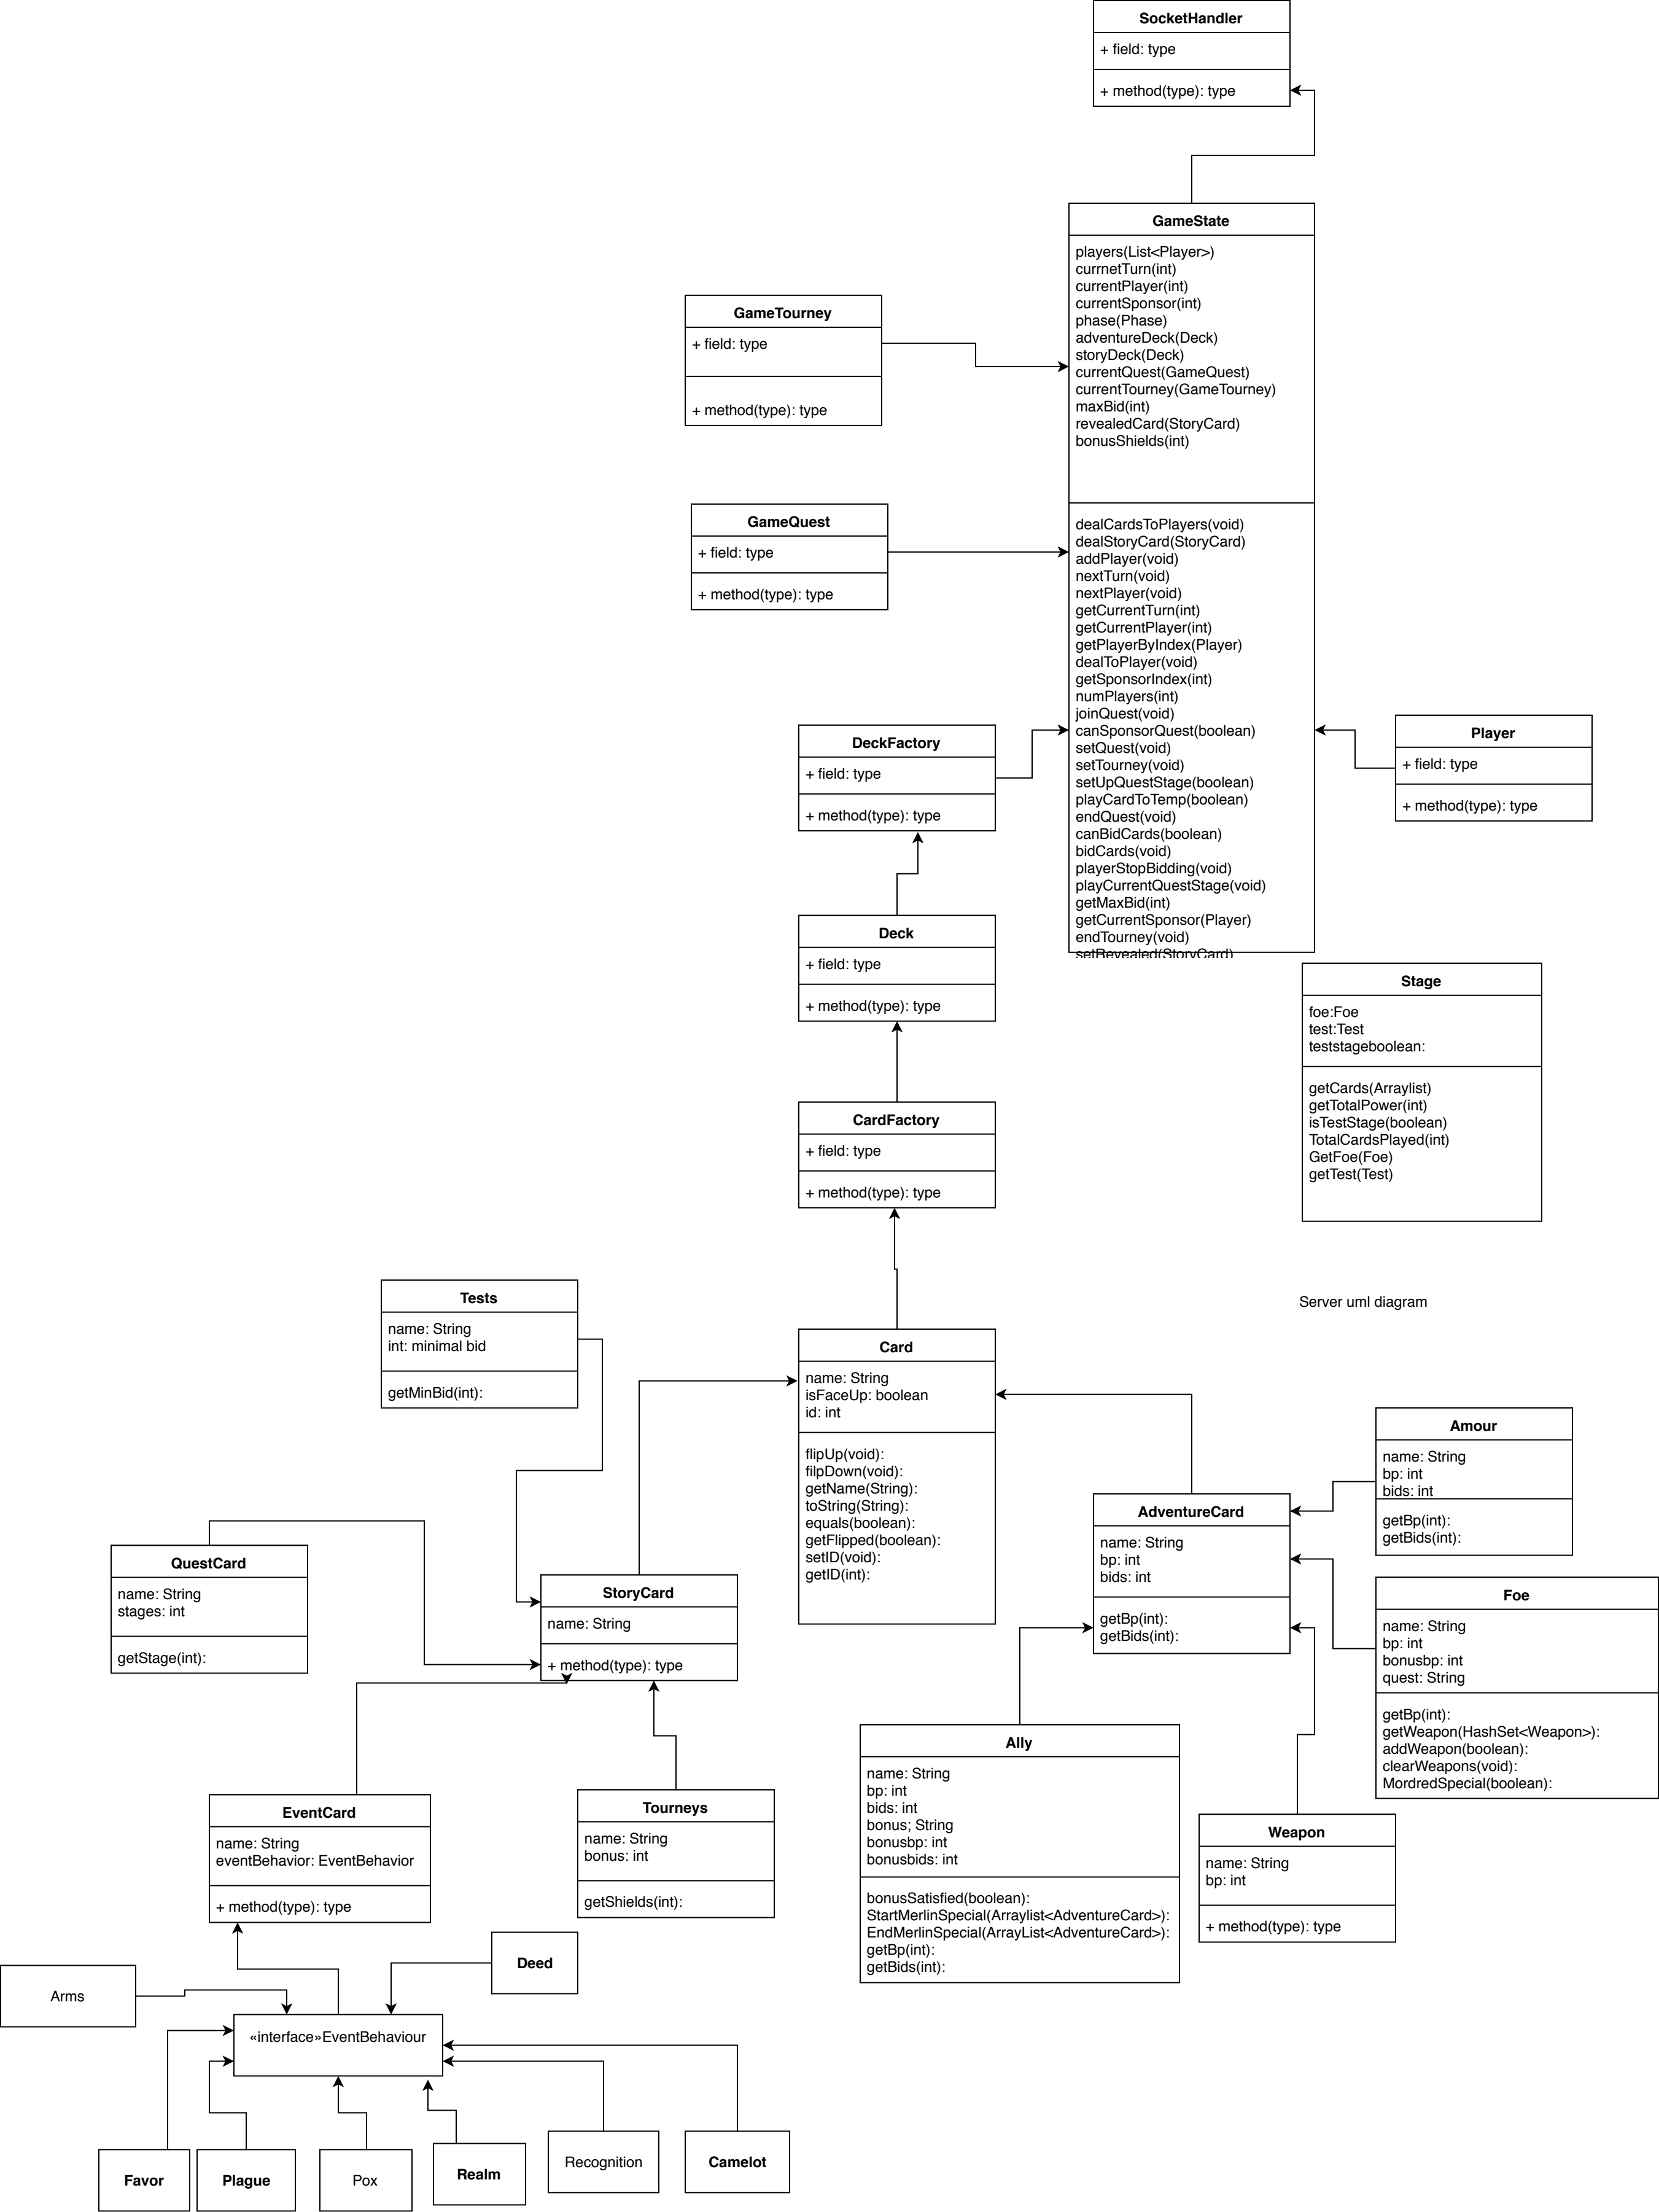 SocketHandler
+ field: type
+ method(type): type
GameState
players(List<Player>)
currnetTurn(int)
currentPlayer(int)
currentSponsor(int)
phase(Phase)
adventureDeck(Deck)
storyDeck(Deck)
currentQuest(GameQuest)
currentTourney(GameTourney)
maxBid(int)
revealedCard(StoryCard)
bonusShields(int)
dealCardsToPlayers(void)
dealStoryCard(StoryCard)
addPlayer(void)
nextTurn(void)
nextPlayer(void)
getCurrentTurn(int)
getCurrentPlayer(int)
getPlayerByIndex(Player)
dealToPlayer(void)
getSponsorIndex(int)
numPlayers(int)
joinQuest(void)
canSponsorQuest(boolean)
setQuest(void)
setTourney(void)
setUpQuestStage(boolean)
playCardToTemp(boolean)
endQuest(void)
canBidCards(boolean)
bidCards(void)
playerStopBidding(void)
playCurrentQuestStage(void)
getMaxBid(int)
getCurrentSponsor(Player)
endTourney(void)
setRevealed(StoryCard)
GameTourney
+ field: type
+ method(type): type
GameQuest
+ field: type
+ method(type): type
DeckFactory
+ field: type
+ method(type): type
Player
+ field: type
+ method(type): type
Deck
+ field: type
+ method(type): type
Stage
foe:Foe
test:Test
teststageboolean:
getCards(Arraylist)
getTotalPower(int)
isTestStage(boolean)
TotalCardsPlayed(int)
GetFoe(Foe)
getTest(Test)
CardFactory
+ field: type
+ method(type): type
Server uml diagram
Tests
name: String
int: minimal bid
getMinBid(int):
Card
name: String
isFaceUp: boolean
id: int
flipUp(void):
filpDown(void):
getName(String):
toString(String):
equals(boolean):
getFlipped(boolean):
setID(void):
getID(int):
Amour
name: String
bp: int
bids: int
getBp(int):
getBids(int):
AdventureCard
name: String
bp: int
bids: int
getBp(int):
getBids(int):
QuestCard
name: String
stages: int
getStage(int):
StoryCard
name: String
+ method(type): type
Foe
name: String
bp: int
bonusbp: int
quest: String
getBp(int):
getWeapon(HashSet<Weapon>):
addWeapon(boolean):
clearWeapons(void):
MordredSpecial(boolean):
Ally
name: String
bp: int
bids: int
bonus; String
bonusbp: int
bonusbids: int
bonusSatisfied(boolean):
StartMerlinSpecial(Arraylist<AdventureCard>):
EndMerlinSpecial(ArrayList<AdventureCard>):
getBp(int):
getBids(int):
Weapon
name: String
bp: int
+ method(type): type
EventCard
name: String
eventBehavior: EventBehavior
+ method(type): type
Tourneys
name: String
bonus: int
getShields(int):
Deed
Arms
«interface»EventBehaviour
Favor
Plague
Pox
Realm
Recognition
Camelot